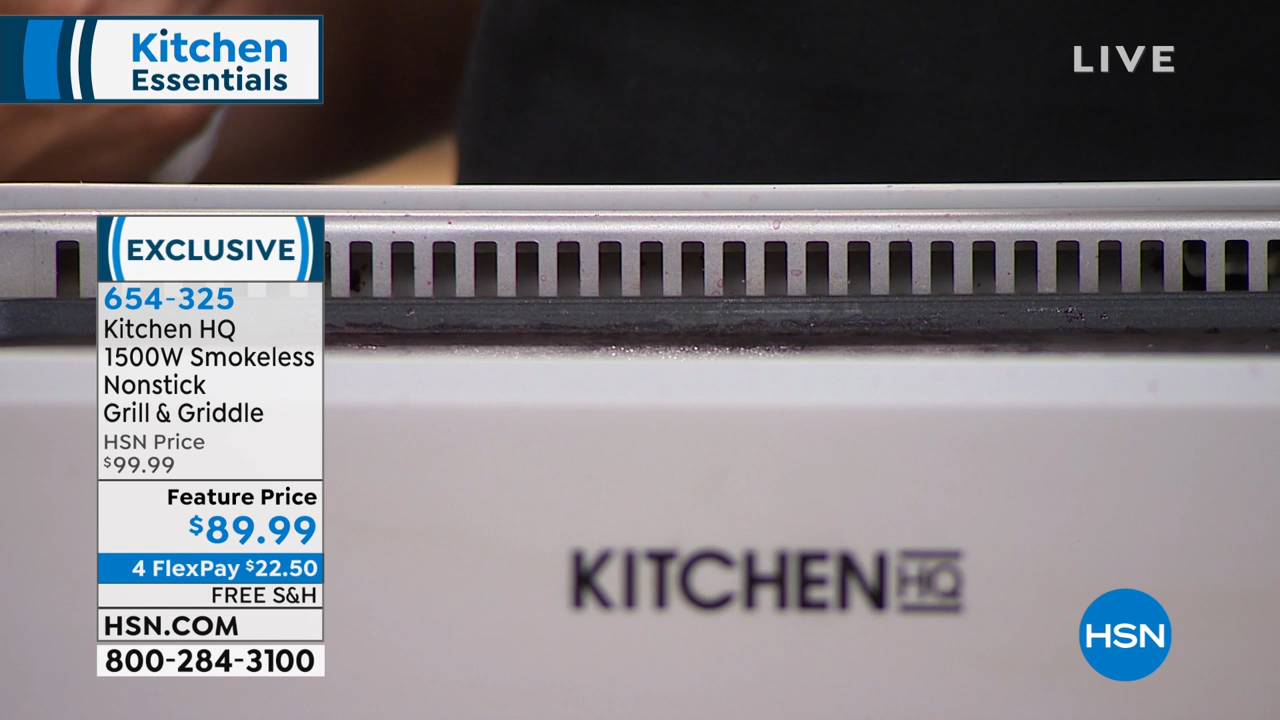 Kitchen
Essentials
LIVE
EXCLUSIVE
654-325
Kitchen HQ
1500W Smokeless
Nonstick
Grill & Griddle
HSN Price
$99.99
Feature Price
$89.99
4 FlexPay $22.50
FREE S&H
HSN.COM
800-284-3100
KITCHEN HQ
HSN